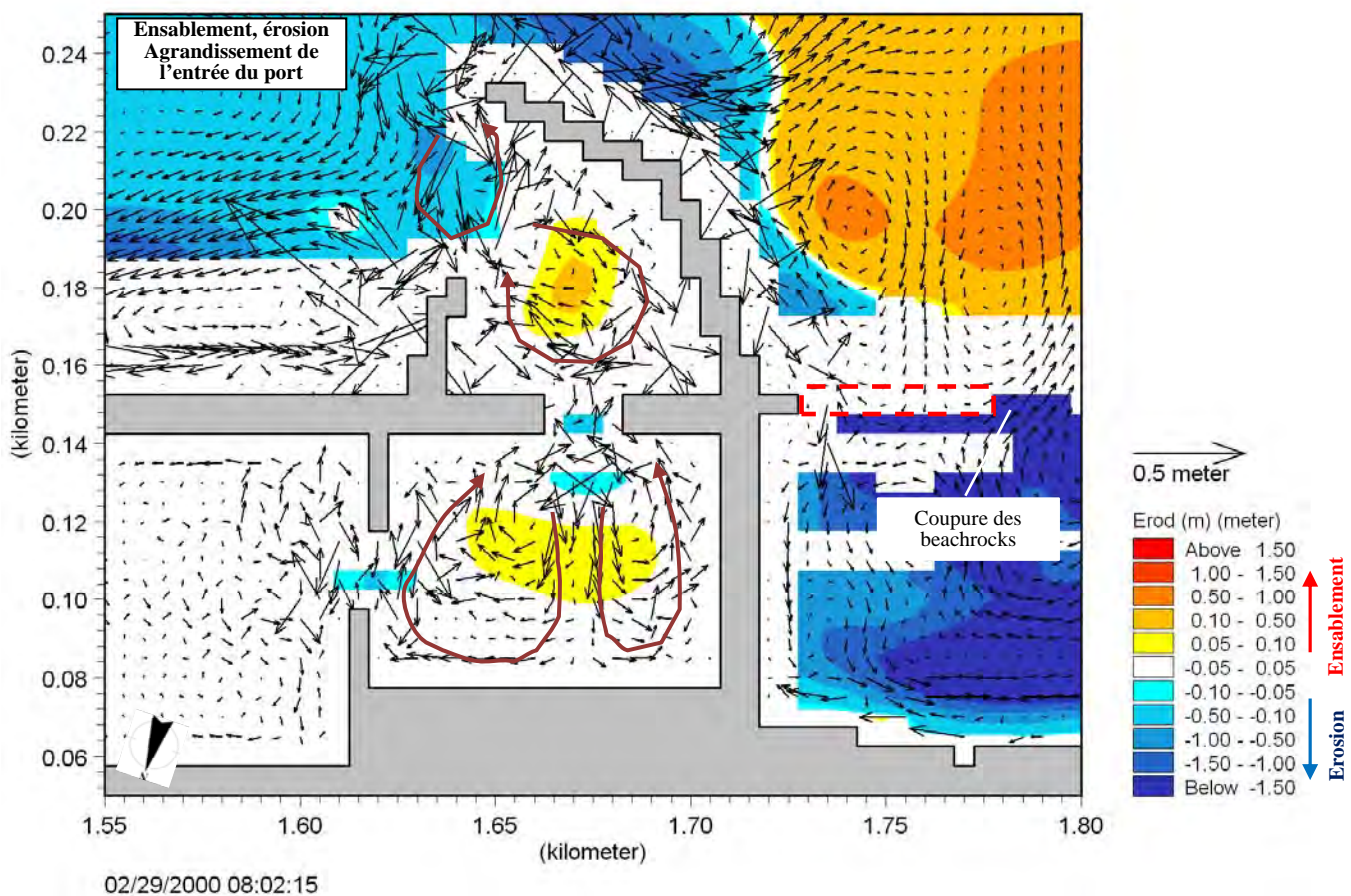 Ensablement, érosion
Agrandissement de
l'entrée du port
0.24
0.22
0.20
0.18
0.16
0.14
0.12
0.10
0.08
0.06
(kilometer)
1.55
1.60
1.65
1.70
1.75
1.80
(kilometer)
02/29/2000 08:02:15
Coupure des
beachrocks
0.5 meter
Erod (m) (meter)
Above 1.50
1.00 - 1.50
0.50 - 1.00
0.10 - 0.50
0.05 - 0.10
-0.05 - 0.05
-0.10 - -0.05
-0.50 - -0.10
-1.00 - -0.50
-1.50 - -1.00
Below -1.50
Ensablement
Erosion